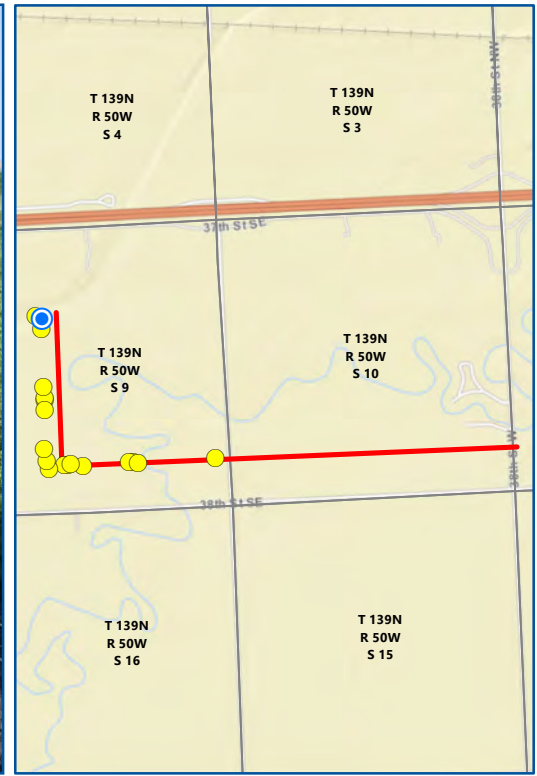 T 139N
R 50W
S 4
T 139N
R 50W
S 3
37th St SE
T 139N
R 50W
S 9
T 139N
R 50W
S 10
38th St SE
T 139N
R 50W
S 16
T 139N
R 50W
S 15